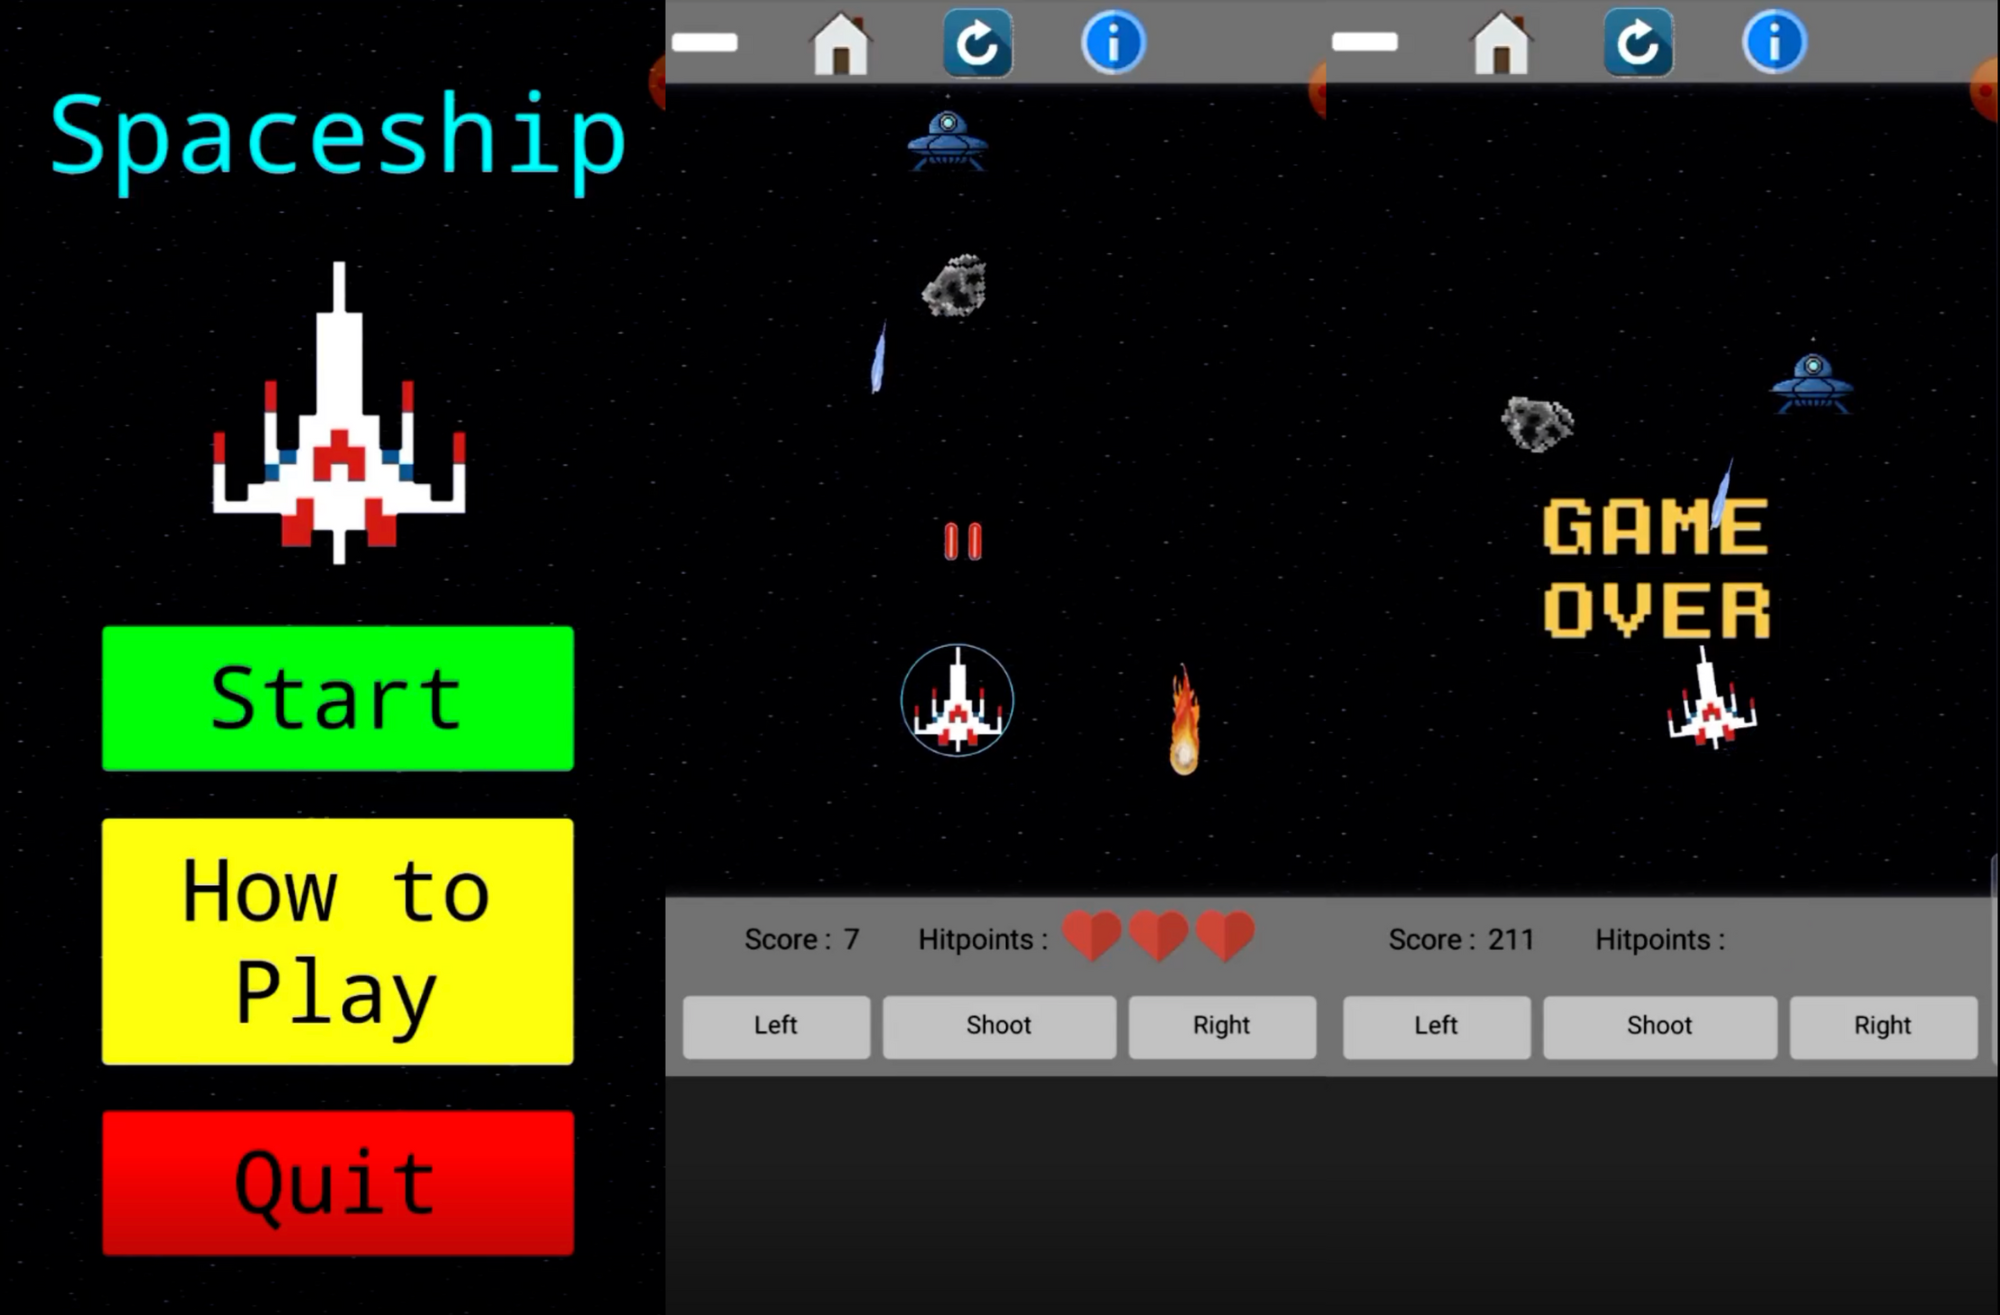 Spaceship
Start
How to
Play
Quit
Score : 7 Hitpoints :
Left Shoot Right
GAME
OVER
Score : 211 Hitpoints :
Left Shoot Right